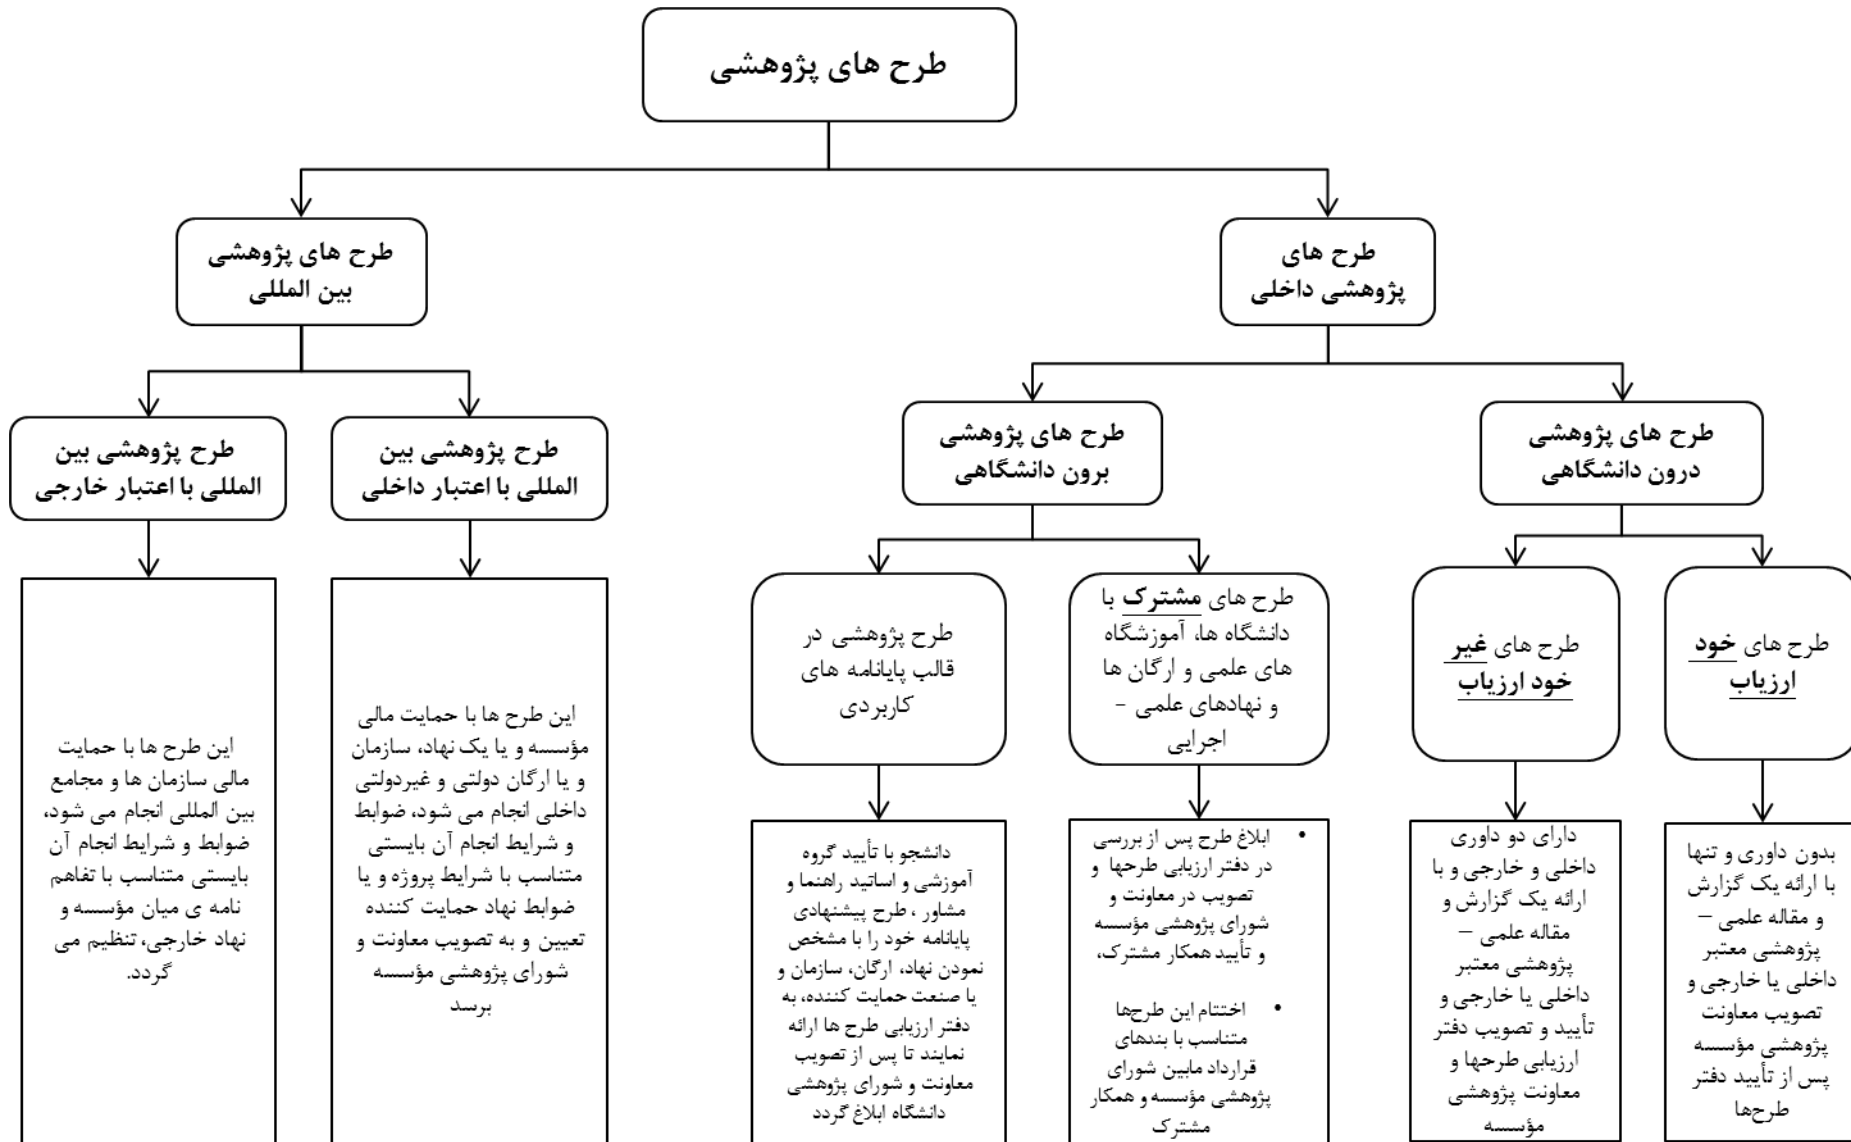 طرح های پژوهشی
طرح های
پژوهشی داخلی
طرح های پژوهشی
بین المللی
طرح های پژوهشی
درون دانشگاهی
طرح های پژوهشی
برون دانشگاهی
طرح پژوهشی بین
المللی با اعتبار داخلی
طرح پژوهشی بین
المللی با اعتبار خارجی
طرح های خود
ارزیاب
طرح های غیر
خود ارزیاب
طرح های مشترک با
دانشگاه ها، آموزشگاه
های علمی و ارگان ها
و نهادهای علمی -
اجرایی
طرح پژوهشی در
قالب پایانامه های
کاربردی
بدون داوری و تنها
با ارائه یک گزارش
و مقاله علمی –
پژوهشی معتبر
داخلی یا خارجی و
تصویب معاونت
پژوهشی مؤسسه
پس از تأیید دفتر
طرح‌ها
دارای دو داوری
داخلی و خارجی و با
ارائه یک گزارش و
مقاله علمی –
پژوهشی معتبر
داخلی یا خارجی و
تأیید و تصویب دفتر
ارزیابی طرحها و
معاونت پژوهشی
مؤسسه
• ابلاغ طرح پس از بررسی
در دفتر ارزیابی طرحها و
تصویب در معاونت و
شورای پژوهشی مؤسسه
و تأیید همکار مشترک،
• اختتام این طرح‌ها
متناسب با بندهای
قرارداد مابین شورای
پژوهشی مؤسسه و همکار
مشترک
دانشجو با تأیید گروه
آموزشی و اساتید راهنما و
مشاور ، طرح پیشنهادی
پایانامه خود را با مشخص
نمودن نهاد، ارگان، سازمان و
یا صنعت حمایت کننده، به
دفتر ارزیابی طرح ها ارائه
نمایند تا پس از تصویب
معاونت و شورای پژوهشی
دانشگاه ابلاغ گردد
این طرح ها با حمایت مالی
مؤسسه و یا یک نهاد، سازمان
و یا ارگان دولتی و غیردولتی
داخلی انجام می شود، ضوابط
و شرایط انجام آن بایستی
متناسب با شرایط پروژه و یا
ضوابط نهاد حمایت کننده
تعیین و به تصویب معاونت و
شورای پژوهشی مؤسسه
برسد
این طرح ها با حمایت
مالی سازمان ها و مجامع
بین المللی انجام می شود،
ضوابط و شرایط انجام آن
بایستی متناسب با تفاهم
نامه ی میان مؤسسه و
نهاد خارجی، تنظیم می
گردد.